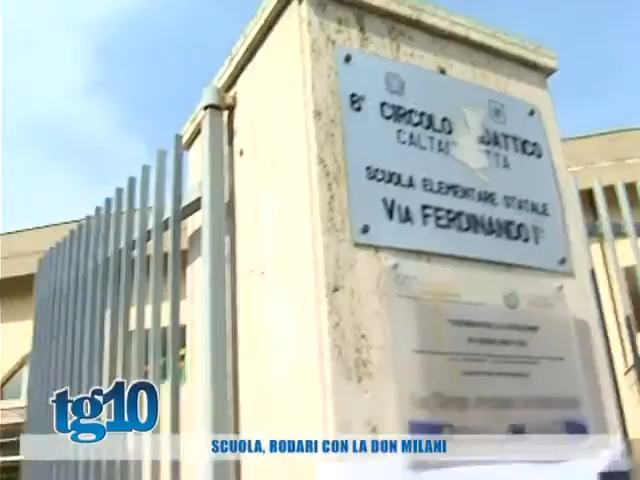 8° CIRCOLO DIDATTICO
CALTANISSETTA
SCUOLA ELEMENTARE STATALE
VIA FERDINANDO I°
tg10
SCUOLA, RODARI CON LA DON MILANI